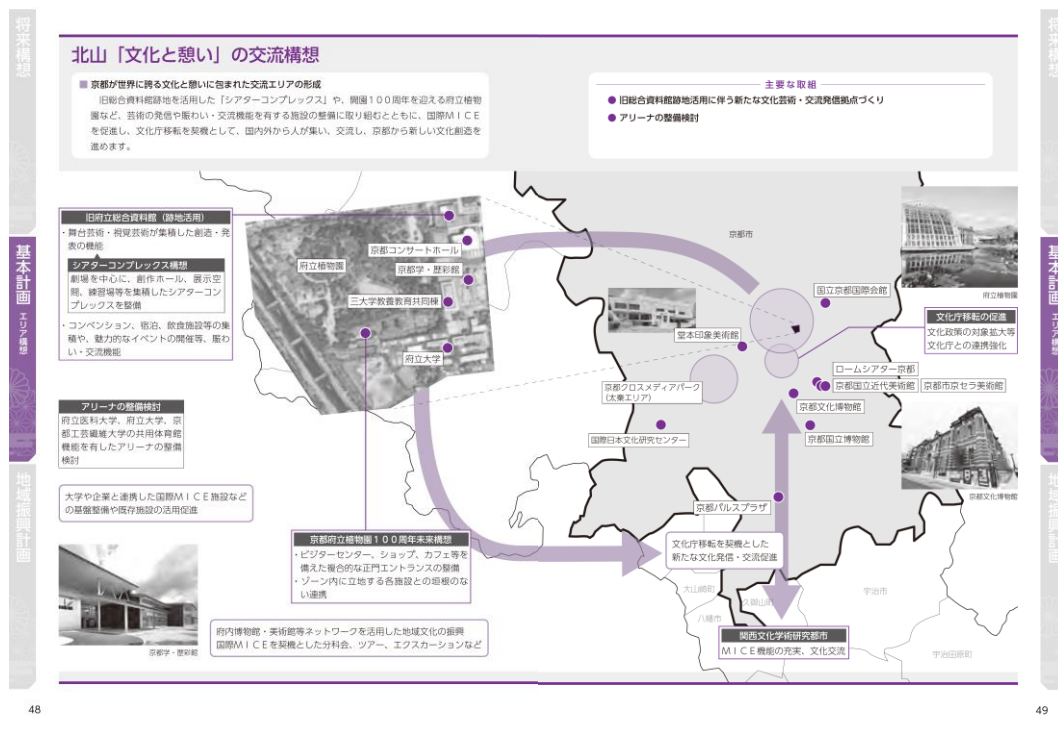 将来構想
基本計画 エリア構想
地域振興計画
北山「文化と憩い」の交流構想
■ 京都が世界に誇る文化と憩いに包まれた交流エリアの形成
旧総合資料館跡地を活用した「シアターコンプレックス」や、開園１００周年を迎える府立植物
園など、芸術の発信や賑わい・交流機能を有する施設の整備に取り組むとともに、国際ＭＩＣＥ
を促進し、文化庁移転を契機として、国内外から人が集い、交流し、京都から新しい文化創造を
進めます。
主要な取組
● 旧総合資料館跡地活用に伴う新たな文化芸術・交流発信拠点づくり
● アリーナの整備検討
旧府立総合資料館（跡地活用）
・舞台芸術・視覚芸術が集積した創造・発
表の機能
シアターコンプレックス構想
劇場を中心に、創作ホール、展示空
間、練習場等を集積したシアターコン
プレックスを整備
・コンベンション、宿泊、飲食施設等の集
積や、魅力的なイベントの開催等、賑わ
い・交流機能
アリーナの整備検討
府立医科大学、府立大学、京
都工芸繊維大学の共用体育館
機能を有したアリーナの整備
検討
大学や企業と連携した国際ＭＩＣＥ施設など
の基盤整備や既存施設の活用促進
京都学・歴彩館
府立植物園
京都コンサートホール
京都学・歴彩館
三大学教養教育共同棟
府立大学
京都府立植物園１００周年未来構想
・ビジターセンター、ショップ、カフェ等を
備えた複合的な正門エントランスの整備
・ゾーン内に立地する各施設との垣根のな
い連携
府内博物館・美術館等ネットワークを活用した地域文化の振興
国際ＭＩＣＥを契機とした分科会、ツアー、エクスカーションなど
京都市
国立京都国際会館
堂本印象美術館
京都クロスメディアパーク
（太秦エリア）
国際日本文化研究センター
ロームシアター京都
京都国立近代美術館
京都市京セラ美術館
京都文化博物館
京都国立博物館
京都パルスプラザ
文化庁移転の促進
文化政策の対象拡大等
文化庁との連携強化
府立植物園
京都文化博物館
文化庁移転を契機とした
新たな文化発信・交流促進
大山崎町
久御山町
八幡市
宇治市
宇治田原町
関西文化学術研究都市
ＭＩＣＥ機能の充実、文化交流
将来構想
基本計画 エリア構想
地域振興計画
48
49